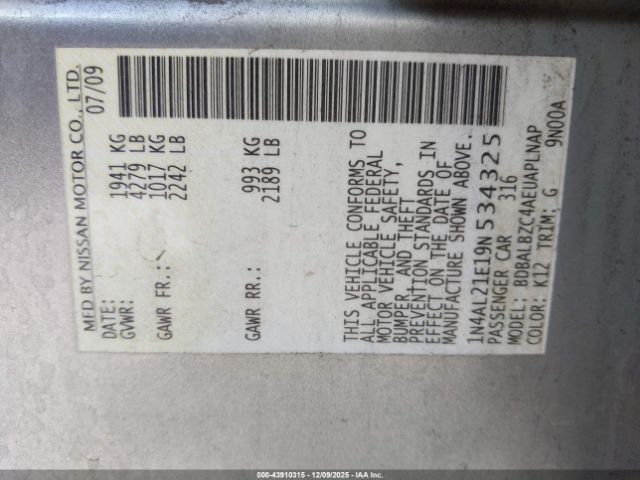 MFD BY NISSAN MOTOR CO., LTD.
DATE: 07/09
GVWR: 1941 KG
4279 LB
GAWR FR.: 1017 KG
2242 LB
GAWR RR.: 993 KG
2189 LB
THIS VEHICLE CONFORMS TO
ALL APPLICABLE FEDERAL
MOTOR VEHICLE SAFETY,
BUMPER, AND THEFT
PREVENTION STANDARDS IN
EFFECT ON THE DATE OF
MANUFACTURE SHOWN ABOVE.
1N4AL21E19N534325
PASSENGER CAR 316
MODEL: BDBALBZC4AEUAPLNAP
COLOR: K12 TRIM: G 9N00A
000-43910315 - 12/09/2025 - IAAI.COM